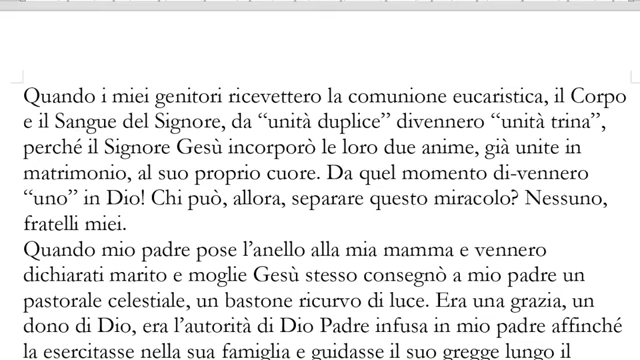 Quando i miei genitori ricevettero la comunione eucaristica, il Corpo
e il Sangue del Signore, da “unità duplice” divennero “unità trina”,
perché il Signore Gesù incorporò le loro due anime, già unite in
matrimonio, al suo proprio cuore. Da quel momento di-vennero
“uno” in Dio! Chi può, allora, separare questo miracolo? Nessuno,
fratelli miei.
Quando mio padre pose l’anello alla mia mamma e vennero
dichiarati marito e moglie Gesù stesso consegnò a mio padre un
pastorale celestiale, un bastone ricurvo di luce. Era una grazia, un
dono di Dio, era l’autorità di Dio Padre infusa in mio padre affinché
la esercitasse nella sua famiglia e guidasse il suo gregge lungo il